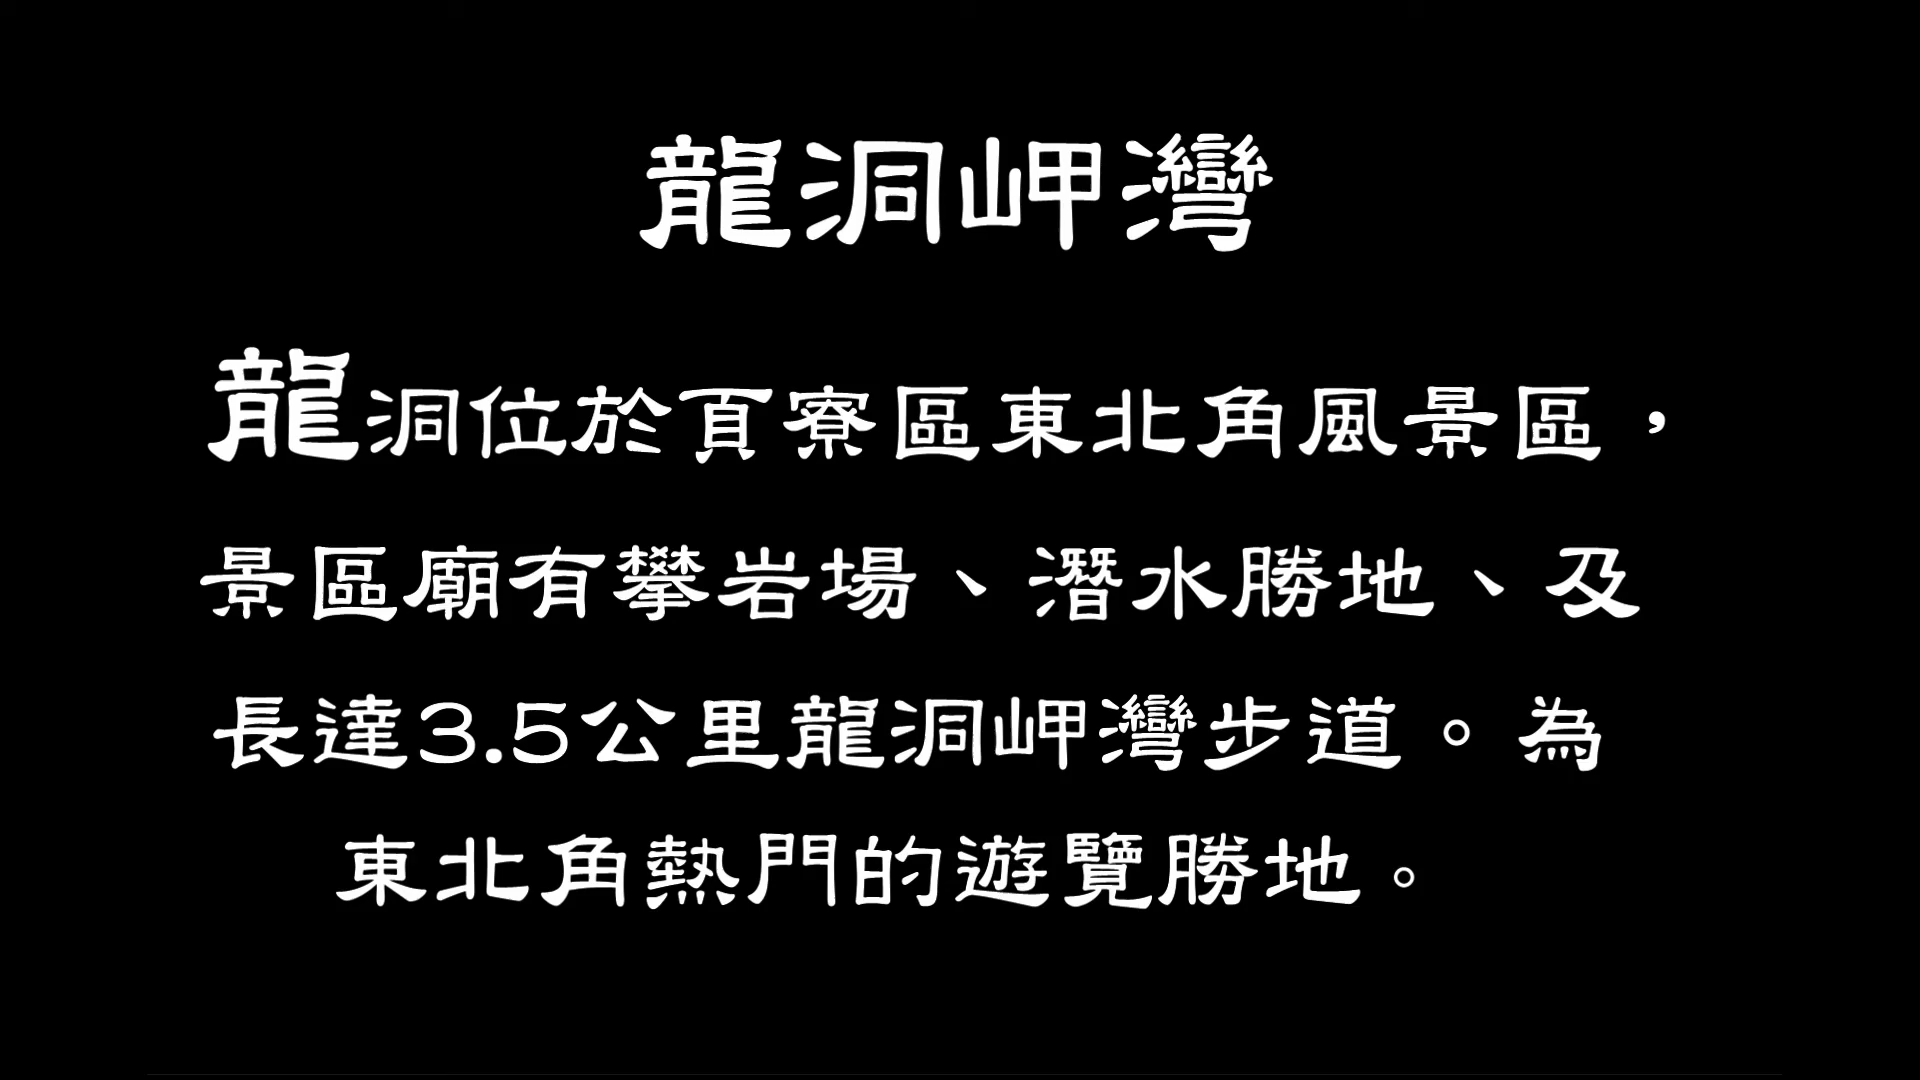 龍洞岬灣
龍洞位於頁寮區東北角風景區，
景區廟有攀岩場、潛水勝地、及
長達3.5公里龍洞岬灣步道。為
東北角熱門的遊覽勝地。